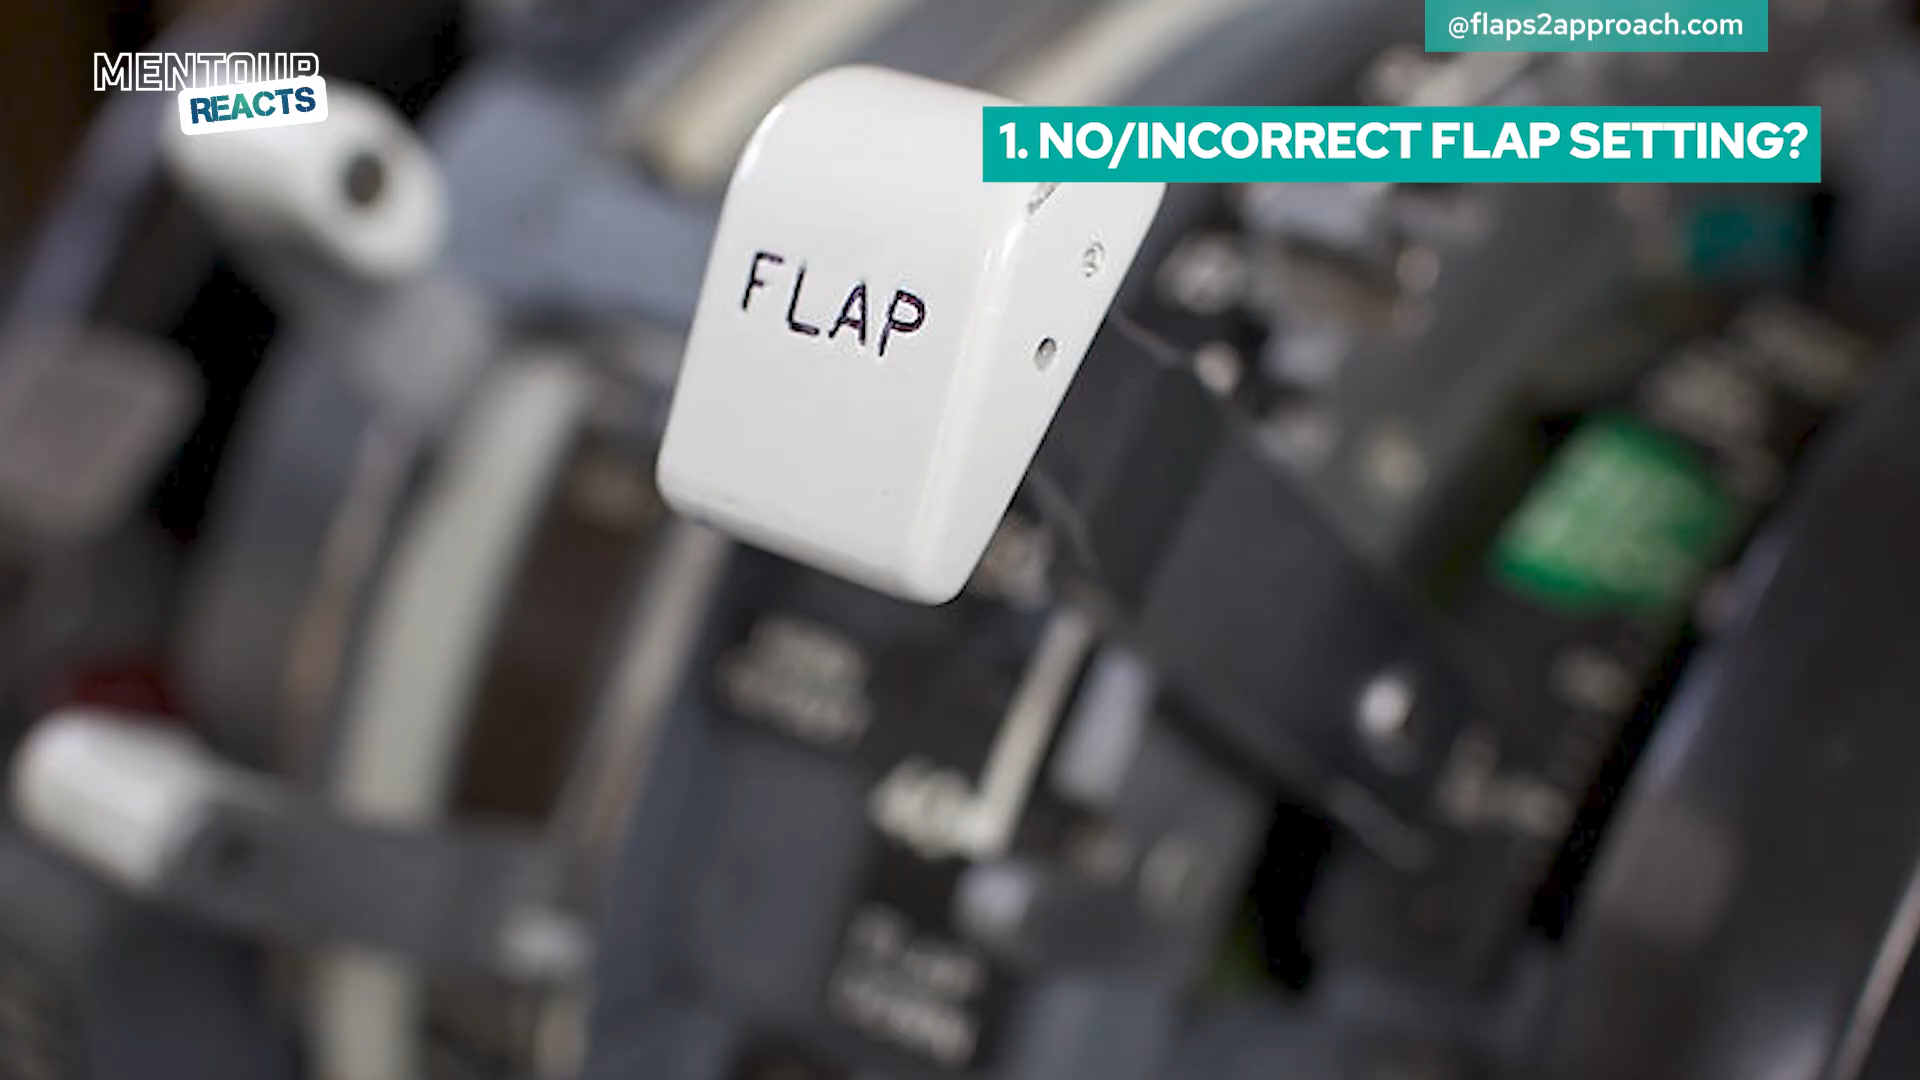 @flaps2approach.com
MENTOUR
REACTS
1. NO/INCORRECT FLAP SETTING?
FLAP